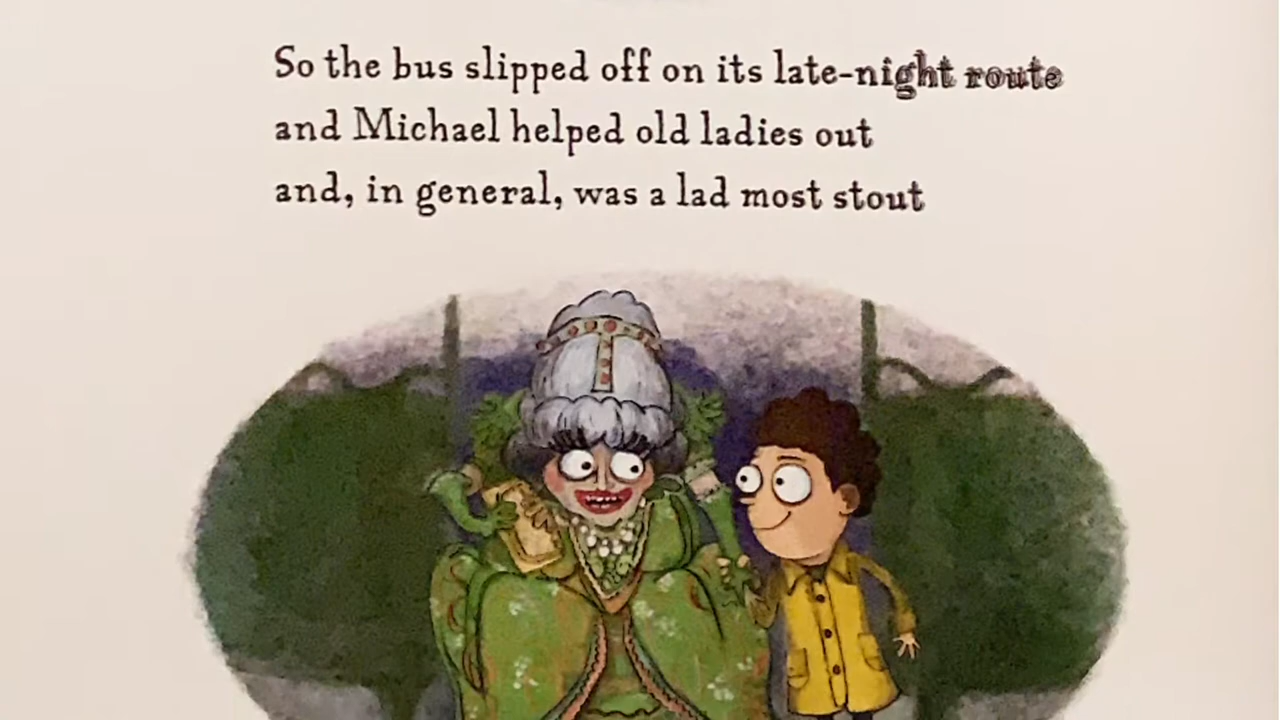 So the bus slipped off on its late-night route
and Michael helped old ladies out
and, in general, was a lad most stout